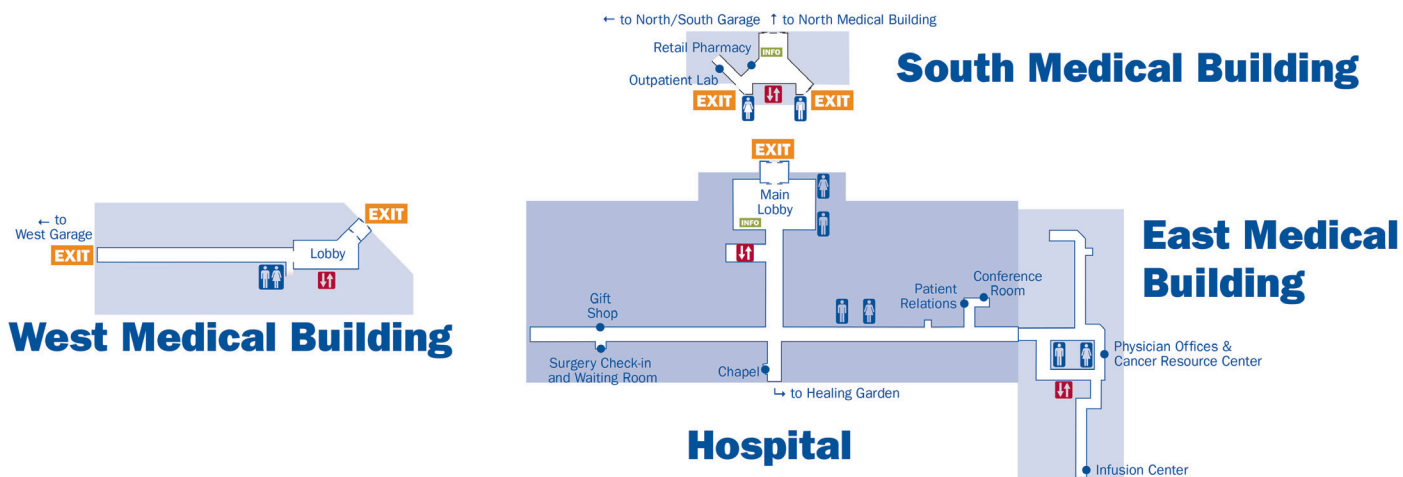 ← to North/South Garage ↑ to North Medical Building
Retail Pharmacy
INFO
Outpatient Lab
EXIT
EXIT
South Medical Building
EXIT
Main
Lobby
INFO
← to
West Garage
EXIT
EXIT
Lobby
West Medical Building
East Medical
Building
Gift
Shop
Surgery Check-in
and Waiting Room
Chapel
↳ to Healing Garden
Patient
Relations
Conference
Room
Physician Offices &
Cancer Resource Center
Hospital
Infusion Center